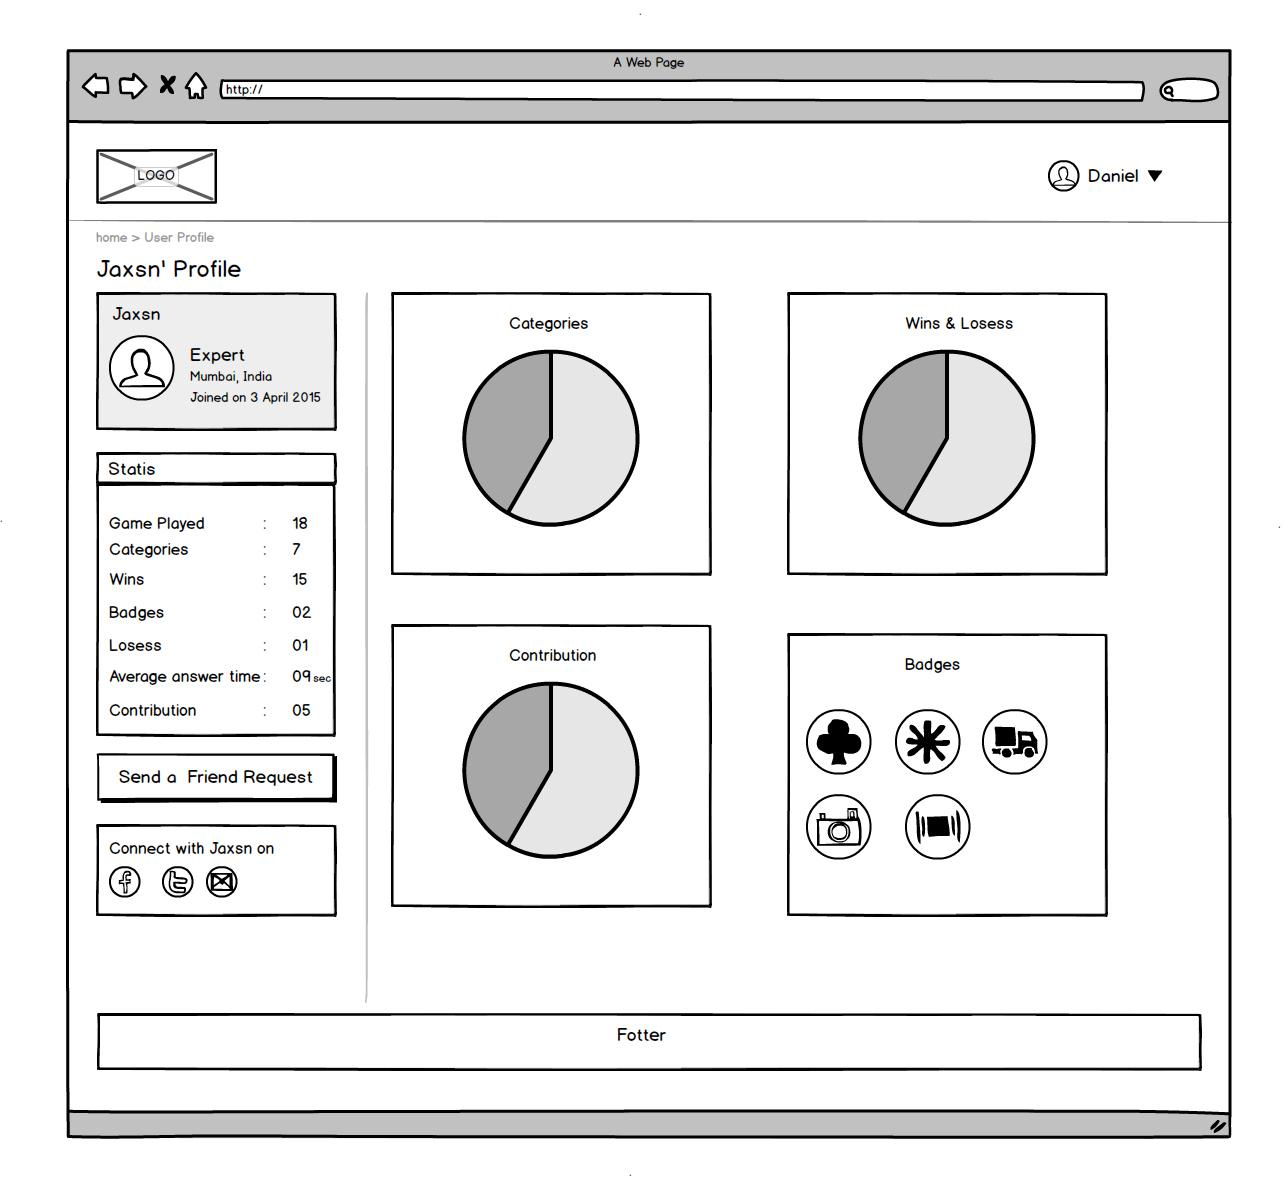 A Web Page
http://
LOGO
Daniel
home > User Profile
Jaxsn' Profile
Jaxsn
Expert
Mumbai, India
Joined on 3 April 2015
Statis
Game Played : 18
Categories : 7
Wins : 15
Badges : 02
Losess : 01
Average answer time : 09 sec
Contribution : 05
Send a Friend Request
Connect with Jaxsn on
Categories
Wins & Losess
Contribution
Badges
Fotter